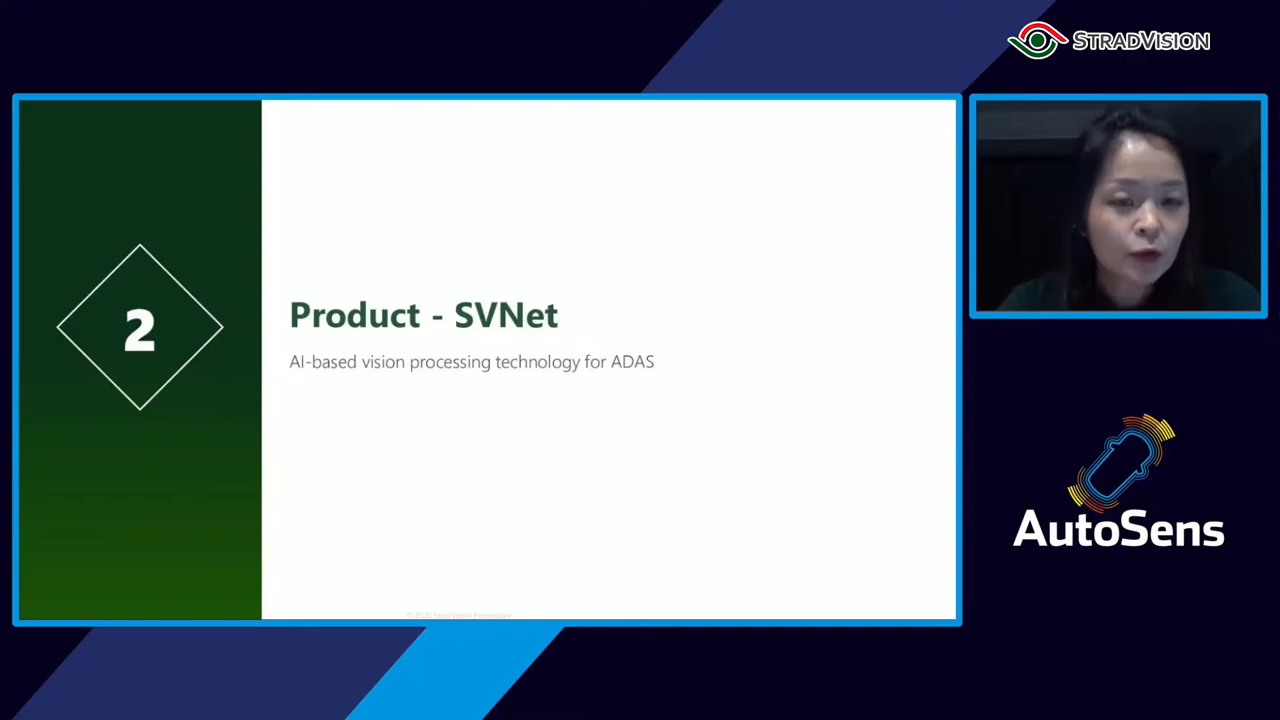 STRADVISION
2
Product - SVNet
AI-based vision processing technology for ADAS
AutoSens